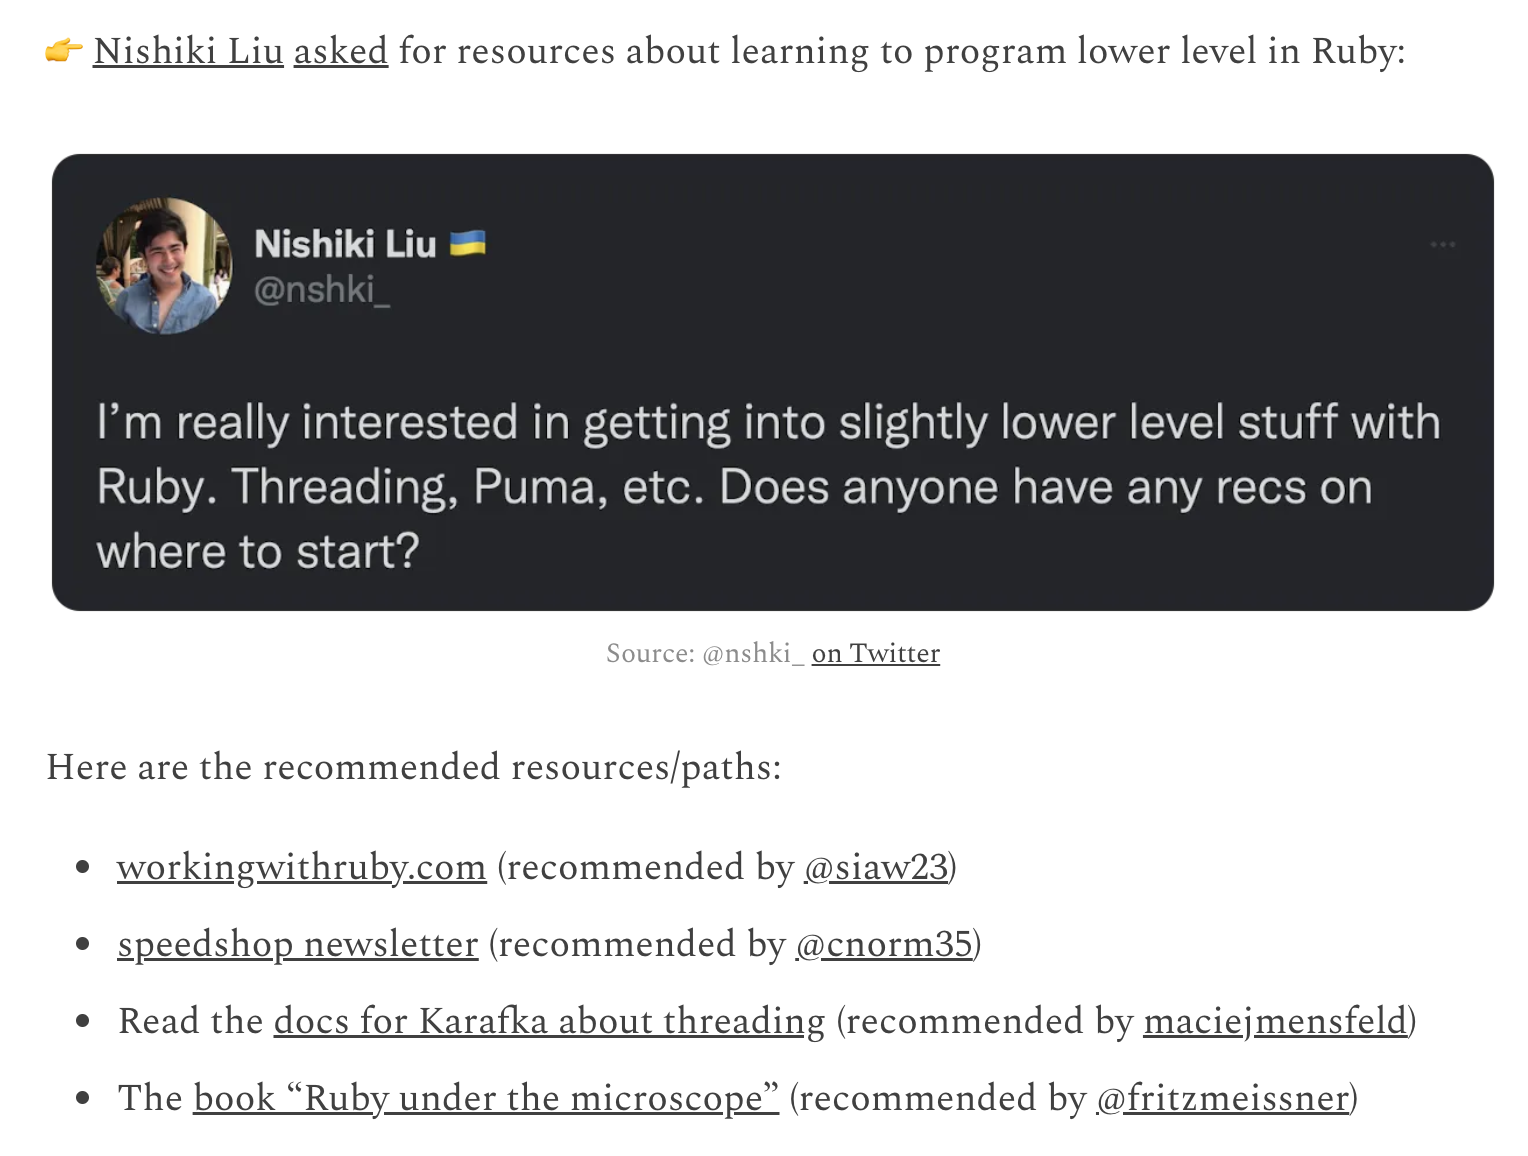 👉 Nishiki Liu asked for resources about learning to program lower level in Ruby:
Nishiki Liu 🇺🇦
@nshki_
I’m really interested in getting into slightly lower level stuff with
Ruby. Threading, Puma, etc. Does anyone have any recs on
where to start?
Source: @nshki_ on Twitter
Here are the recommended resources/paths:
• workingwithruby.com (recommended by @siaw23)
• speedshop newsletter (recommended by @cnorm35)
• Read the docs for Karafka about threading (recommended by maciejmensfeld)
• The book “Ruby under the microscope” (recommended by @fritzmeissner)